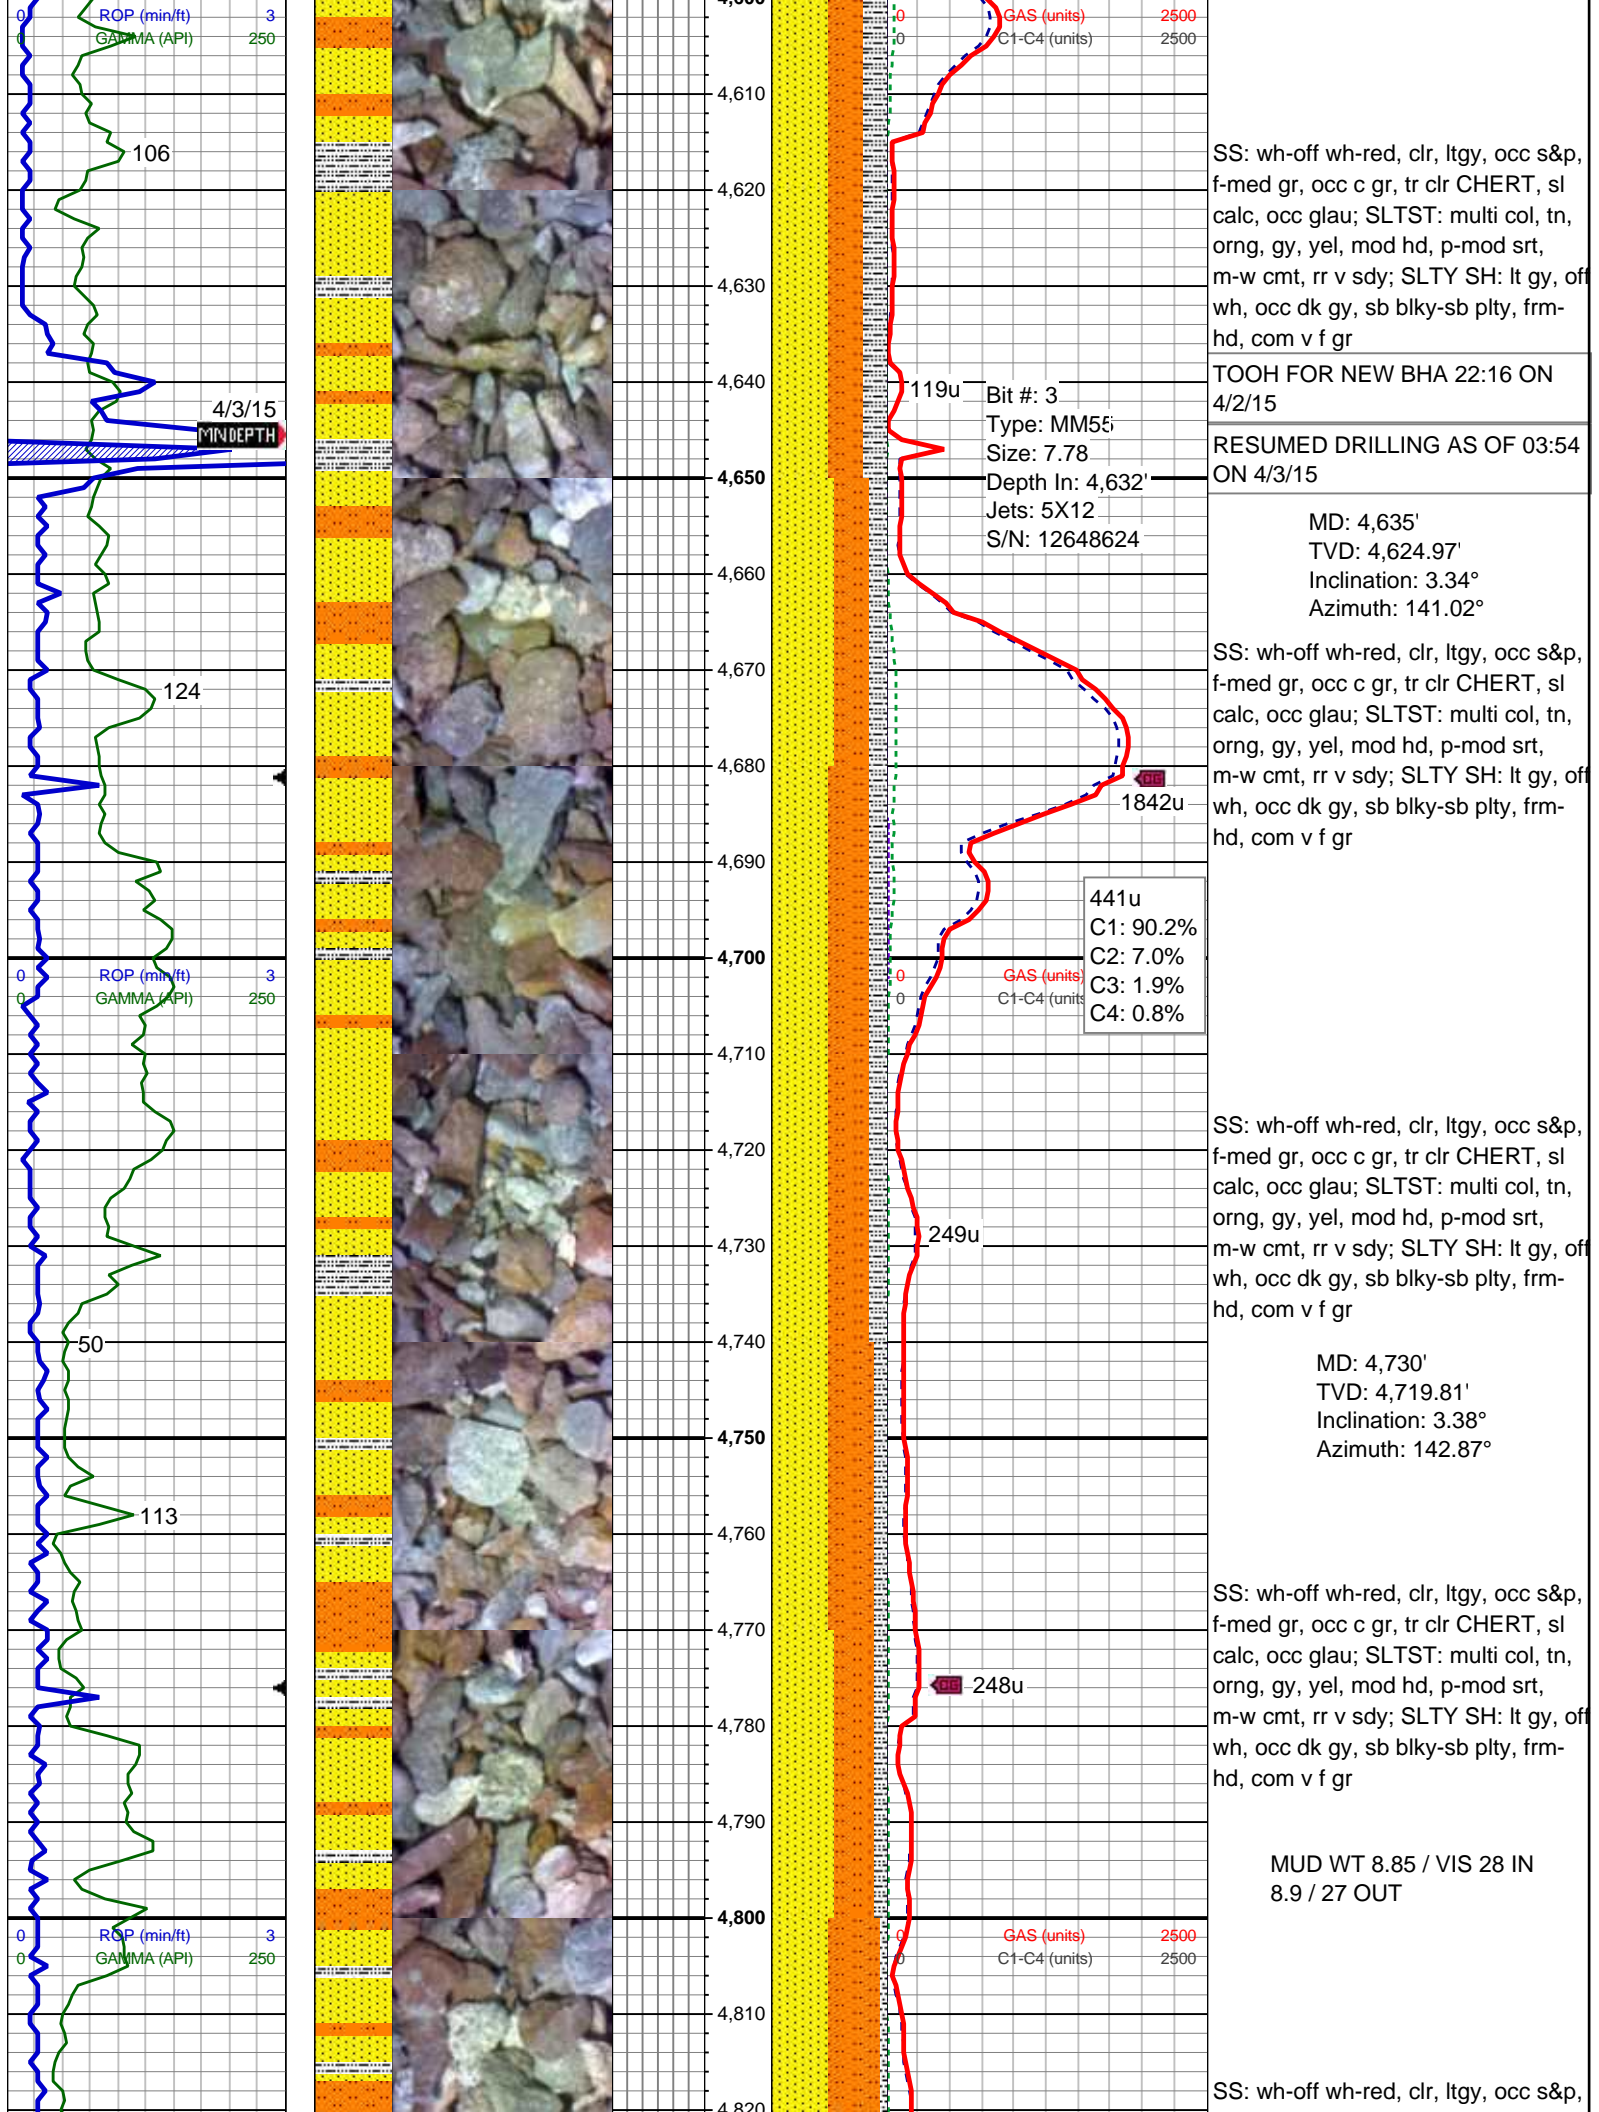 4,600
0 ROP (min/ft) 3
0 GAMMA (API) 250
0 GAS (units) 2500
0 C1-C4 (units) 2500
4,610
106
SS: wh-off wh-red, clr, ltgy, occ s&p,
f-med gr, occ c gr, tr clr CHERT, sl
calc, occ glau; SLTST: multi col, tn,
orng, gy, yel, mod hd, p-mod srt,
m-w cmt, rr v sdy; SLTY SH: lt gy, off
wh, occ dk gy, sb blky-sb plty, frm-
hd, com v f gr
4,620
4,630
TOOH FOR NEW BHA 22:16 ON
4/2/15
4,640
119u
Bit #: 3
Type: MM55
Size: 7.78
Depth In: 4,632'
Jets: 5X12
S/N: 12648624
4/3/15
MN DEPTH
RESUMED DRILLING AS OF 03:54
ON 4/3/15
4,650
MD: 4,635'
TVD: 4,624.97'
Inclination: 3.34°
Azimuth: 141.02°
4,660
SS: wh-off wh-red, clr, ltgy, occ s&p,
f-med gr, occ c gr, tr clr CHERT, sl
calc, occ glau; SLTST: multi col, tn,
orng, gy, yel, mod hd, p-mod srt,
m-w cmt, rr v sdy; SLTY SH: lt gy, off
wh, occ dk gy, sb blky-sb plty, frm-
hd, com v f gr
4,670
124
4,680
CG
1842u
4,690
441u
C1: 90.2%
C2: 7.0%
C3: 1.9%
C4: 0.8%
4,700
0 ROP (min/ft) 3
0 GAMMA (API) 250
0 GAS (units)
0 C1-C4 (units
4,710
SS: wh-off wh-red, clr, ltgy, occ s&p,
f-med gr, occ c gr, tr clr CHERT, sl
calc, occ glau; SLTST: multi col, tn,
orng, gy, yel, mod hd, p-mod srt,
m-w cmt, rr v sdy; SLTY SH: lt gy, off
wh, occ dk gy, sb blky-sb plty, frm-
hd, com v f gr
4,720
249u
4,730
4,740
50
MD: 4,730'
TVD: 4,719.81'
Inclination: 3.38°
Azimuth: 142.87°
4,750
113
4,760
SS: wh-off wh-red, clr, ltgy, occ s&p,
f-med gr, occ c gr, tr clr CHERT, sl
calc, occ glau; SLTST: multi col, tn,
orng, gy, yel, mod hd, p-mod srt,
m-w cmt, rr v sdy; SLTY SH: lt gy, off
wh, occ dk gy, sb blky-sb plty, frm-
hd, com v f gr
4,770
CG 248u
4,780
4,790
MUD WT 8.85 / VIS 28 IN
8.9 / 27 OUT
4,800
0 ROP (min/ft) 3
0 GAMMA (API) 250
0 GAS (units) 2500
0 C1-C4 (units) 2500
4,810
SS: wh-off wh-red, clr, ltgy, occ s&p,
4,820